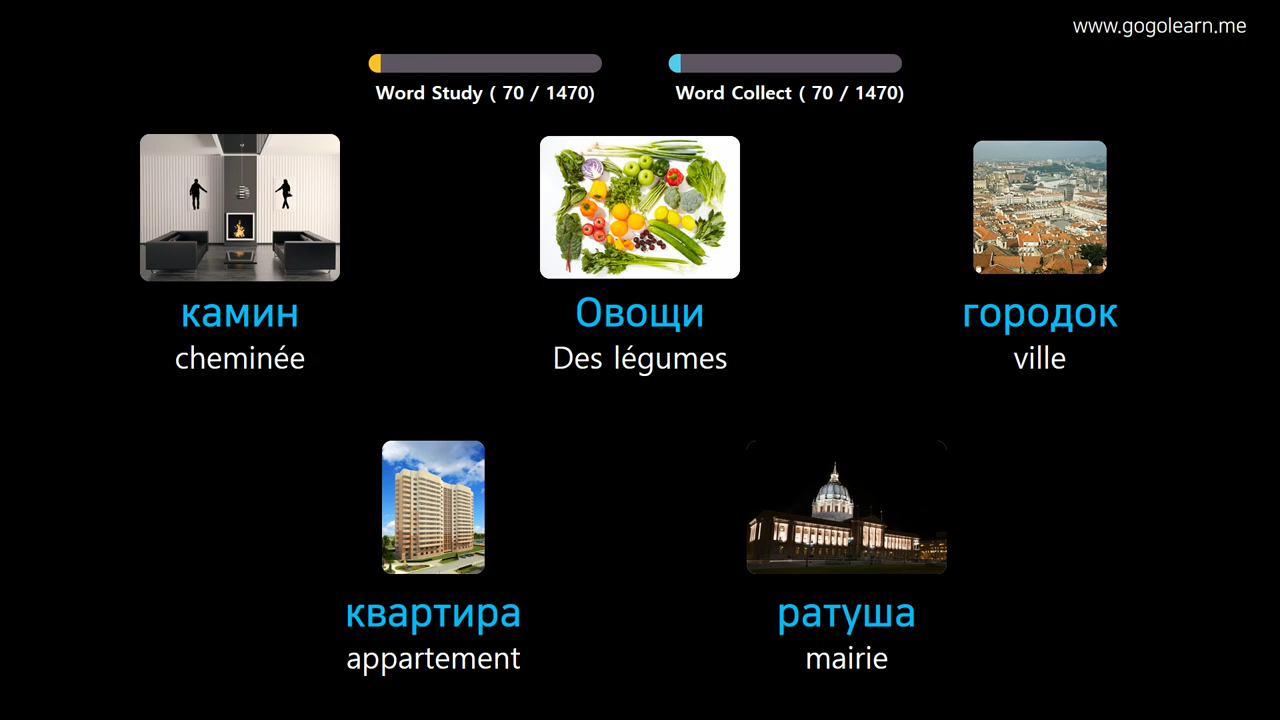 www.gogolearn.me
Word Study ( 70 / 1470)
Word Collect ( 70 / 1470)
камин
cheminée
Овощи
Des légumes
городок
ville
квартира
appartement
ратуша
mairie